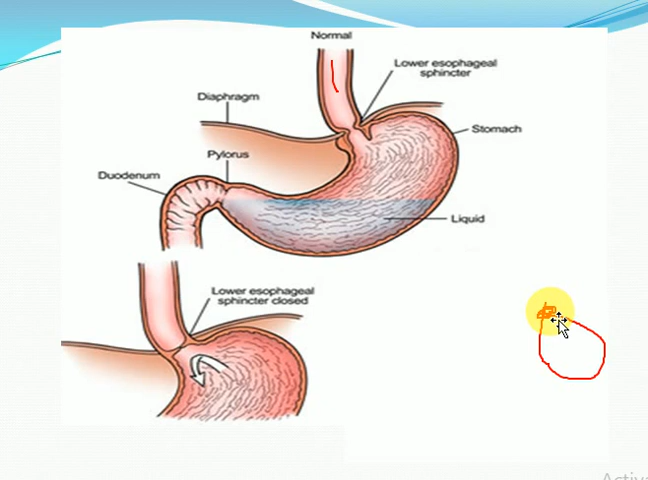 Normal
Lower esophageal
sphincter
Diaphragm
Stomach
Pylorus
Duodenum
Liquid
Lower esophageal
sphincter closed